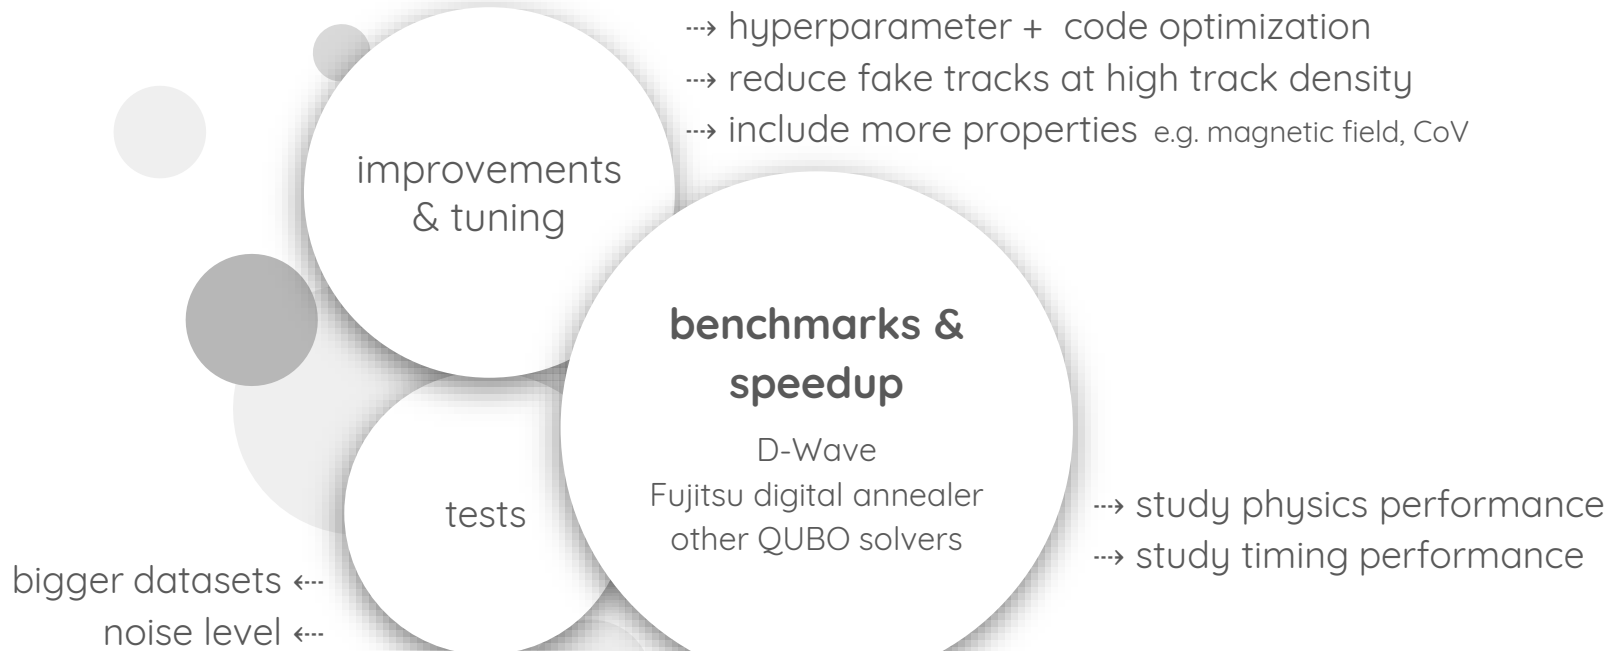 ⤑ hyperparameter + code optimization
⤑ reduce fake tracks at high track density
⤑ include more properties e.g. magnetic field, CoV
improvements
& tuning
benchmarks &
speedup
D-Wave
Fujitsu digital annealer
other QUBO solvers
⤑ study physics performance
⤑ study timing performance
tests
bigger datasets ⬸
noise level ⬸